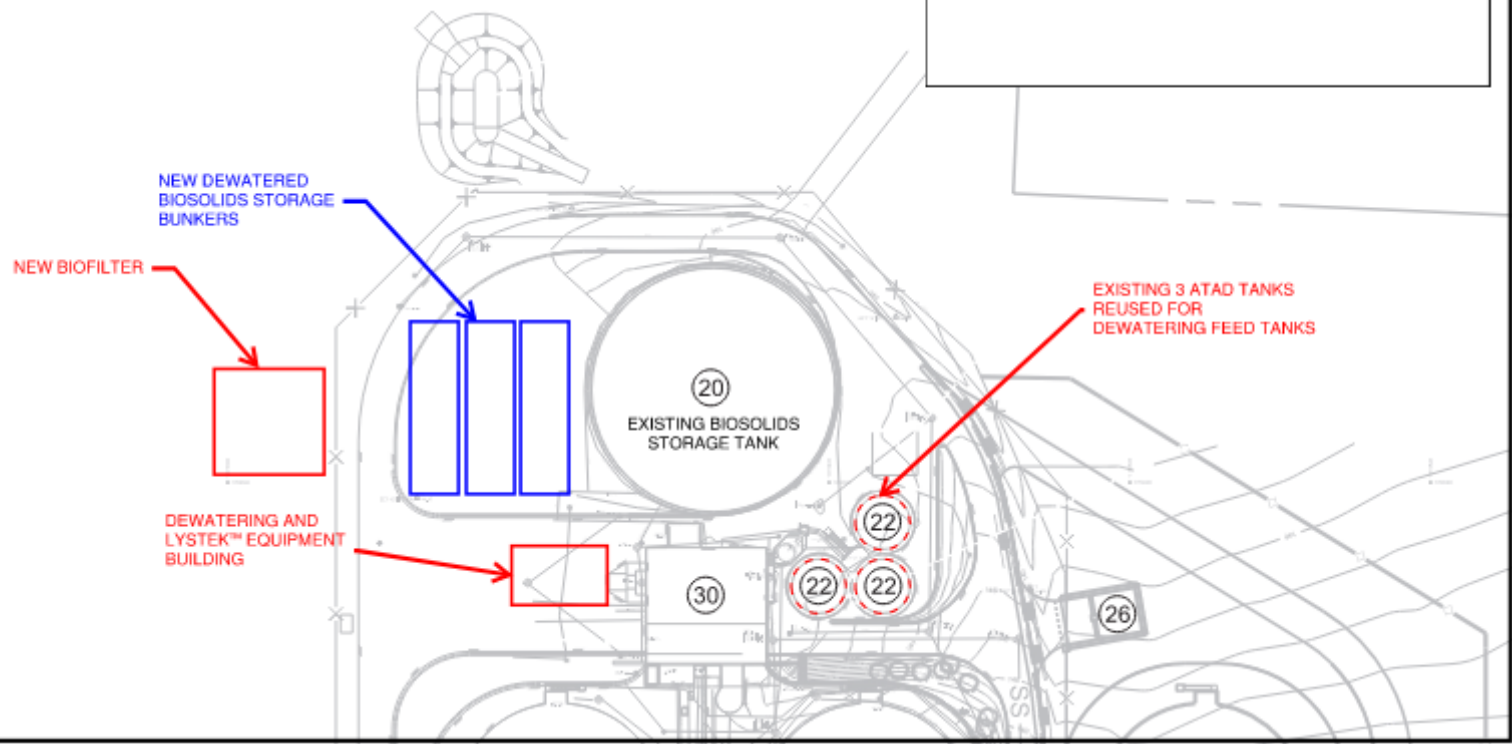 NEW DEWATERED
BIOSOLIDS STORAGE
BUNKERS
NEW BIOFILTER
EXISTING 3 ATAD TANKS
REUSED FOR
DEWATERING FEED TANKS
20
EXISTING BIOSOLIDS
STORAGE TANK
DEWATERING AND
LYSTEK™ EQUIPMENT
BUILDING
22
22
22
30
26
SS